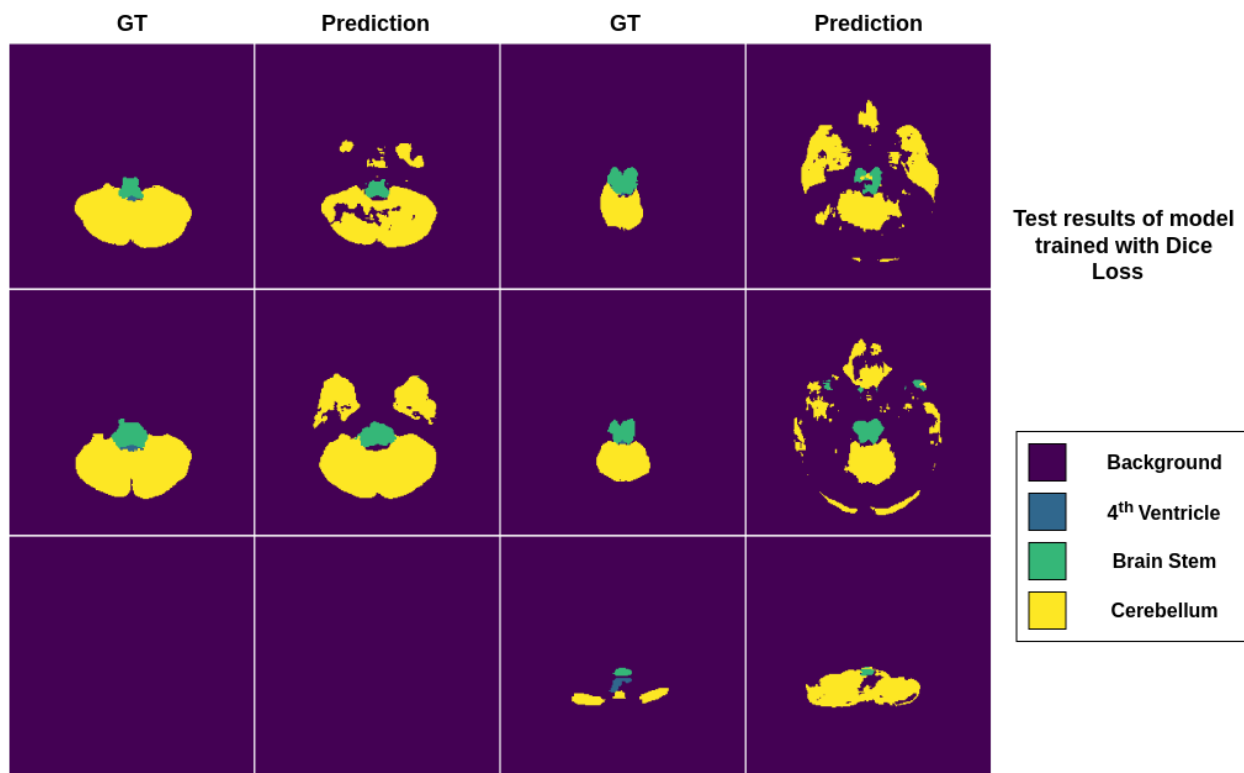 GT
Prediction
GT
Prediction
Test results of model
trained with Dice
Loss
Background
4th Ventricle
Brain Stem
Cerebellum